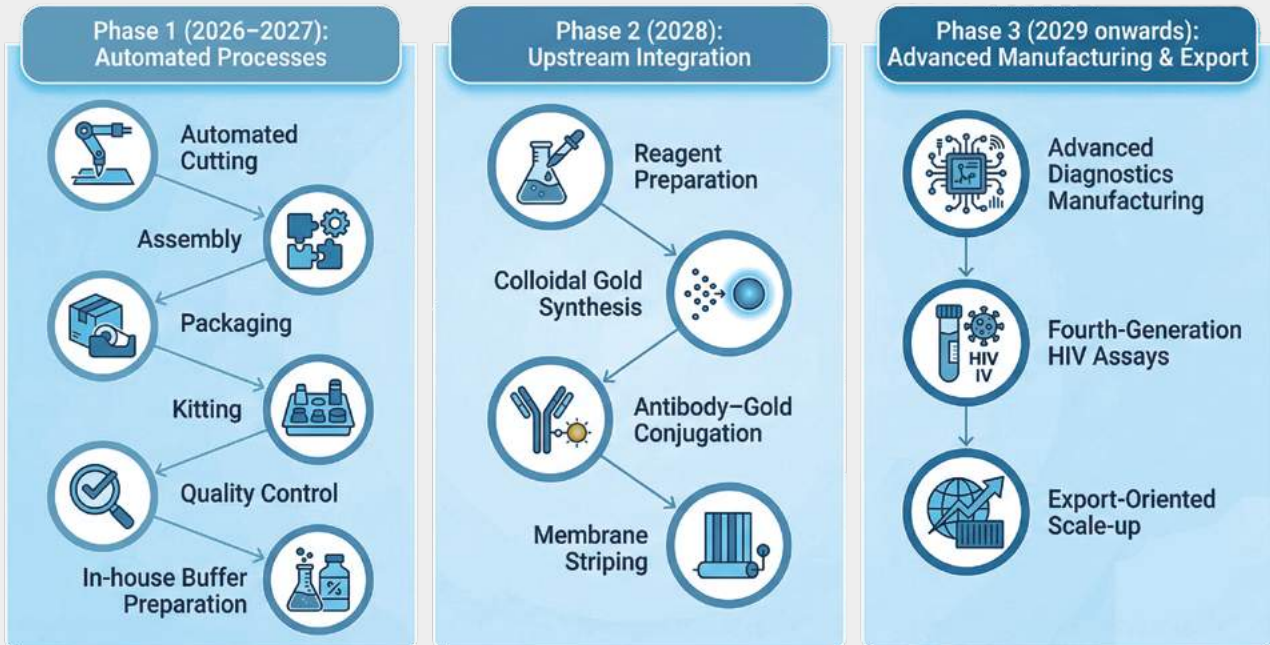 Phase 1 (2026–2027):
Automated Processes
Automated
Cutting
Assembly
Packaging
Kitting
Quality Control
In-house Buffer
Preparation
Phase 2 (2028):
Upstream Integration
Reagent
Preparation
Colloidal Gold
Synthesis
Antibody–Gold
Conjugation
Membrane
Striping
Phase 3 (2029 onwards):
Advanced Manufacturing & Export
Advanced
Diagnostics
Manufacturing
HIV
IV
Fourth-Generation
HIV Assays
Export-Oriented
Scale-up